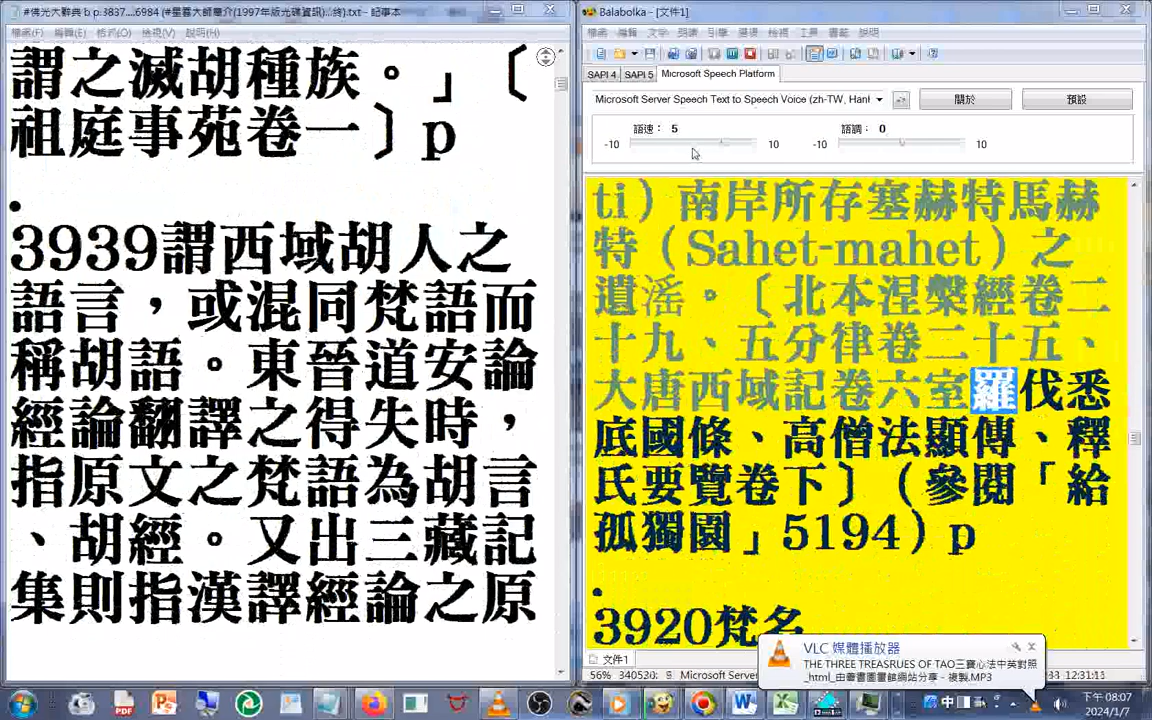 #佛光大辭典 b p.3837....6984 (#星雲大師簡介(1997年版光碟資訊)...終).txt - 記事本
檔案(F) 編輯(E) 格式(O) 檢視(V) 說明(H)
謂之滅胡種族。」〔
祖庭事苑卷一〕p
.
3939謂西域胡人之
語言，或混同梵語而
稱胡語。東晉道安論
經論翻譯之得失時，
指原文之梵語為胡言
、胡經。又出三藏記
集則指漢譯經論之原
Balabolka - [文件1]
SAPI 4 SAPI 5 Microsoft Speech Platform
Microsoft Server Speech Text to Speech Voice (zh-TW, Hanl
關於
預設
語速： 5
語調： 0
-10 10 -10 10
ti）南岸所存塞赫特馬赫
特（Sahet-mahet）之
遺滛。〔北本涅槃經卷二
十九、五分律卷二十五、
大唐西域記卷六室羅伐悉
底國條、高僧法顯傳、釋
氏要覽卷下〕（參閱「給
孤獨園」5194）p
.
3920梵名
文件1
VLC 媒體播放器
THE THREE TREASRUES OF TAO三寶心法中英對照
_html_由善書圖書館網站分享 - 複製.MP3
56%
Microsoft Serv
下午 08:07
2024/1/7